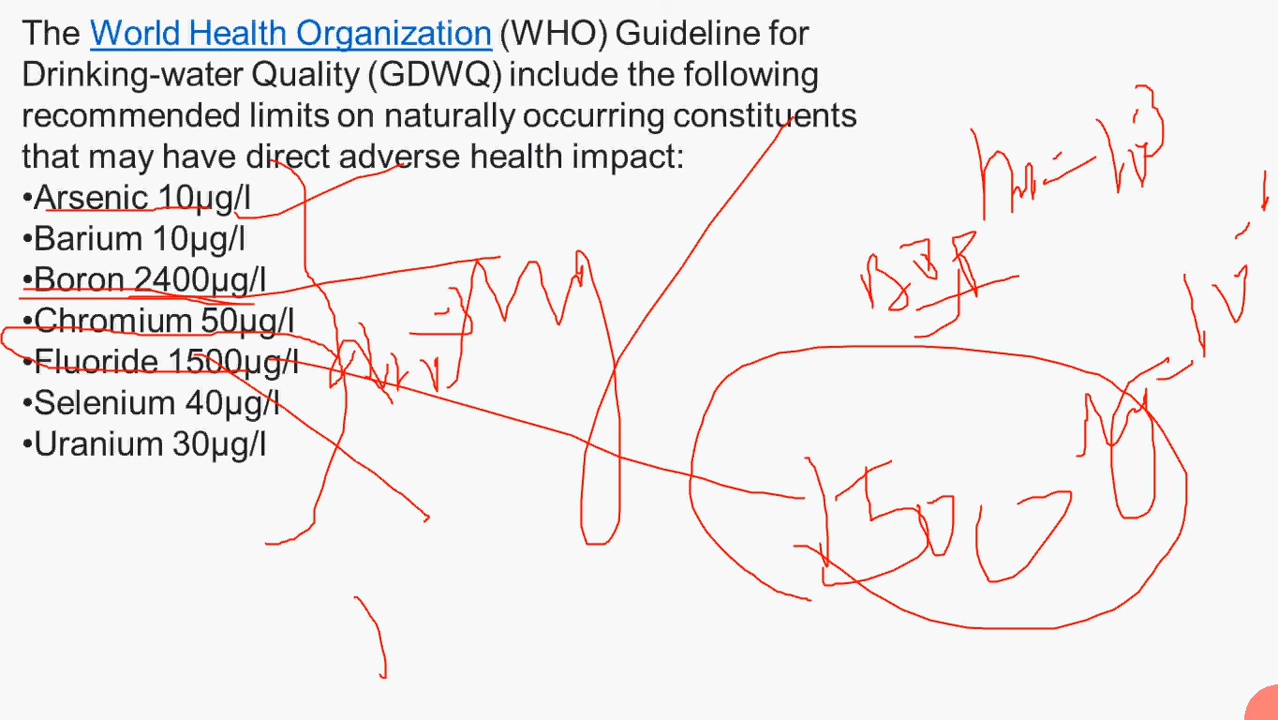 The World Health Organization (WHO) Guideline for
Drinking-water Quality (GDWQ) include the following
recommended limits on naturally occurring constituents
that may have direct adverse health impact:
•Arsenic 10µg/l
•Barium 10µg/l
•Boron 2400µg/l
•Chromium 50µg/l
•Fluoride 1500µg/l
•Selenium 40µg/l
•Uranium 30µg/l
1500